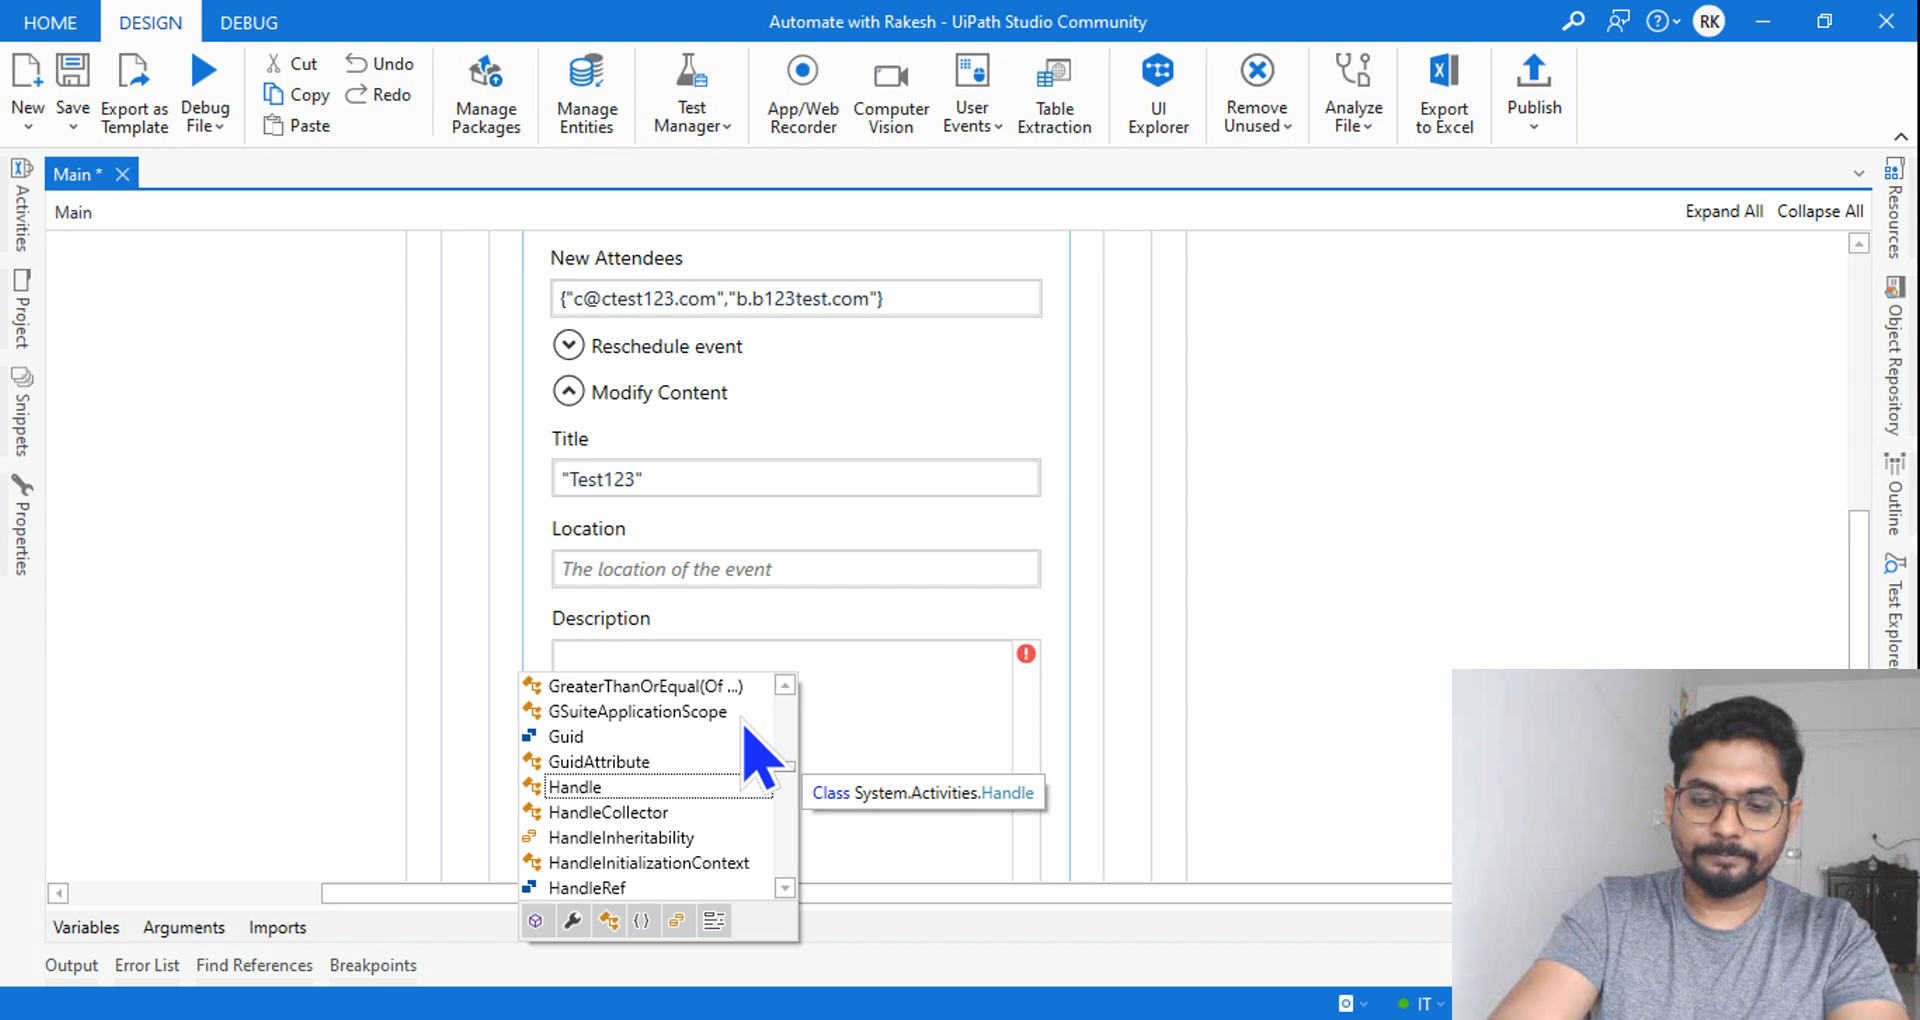 HOME
DESIGN
DEBUG
Automate with Rakesh - UiPath Studio Community
RK
New
Save
Export as
Template
Debug
File
Cut
Copy
Paste
Undo
Redo
Manage
Packages
Manage
Entities
Test
Manager
App/Web
Recorder
Computer
Vision
User
Events
Table
Extraction
UI
Explorer
Remove
Unused
Analyze
File
Export
to Excel
Publish
Activities
Project
Snippets
Properties
Main *
Main
Expand All
Collapse All
Resources
Object Repository
Outline
Test Explorer
New Attendees
{"c@ctest123.com","b.b123test.com"}
Reschedule event
Modify Content
Title
"Test123"
Location
The location of the event
Description
GreaterThanOrEqual(Of ...)
GSuiteApplicationScope
Guid
GuidAttribute
Handle
HandleCollector
HandleInheritability
HandleInitializationContext
HandleRef
Class System.Activities.Handle
Variables
Arguments
Imports
Output
Error List
Find References
Breakpoints
IT